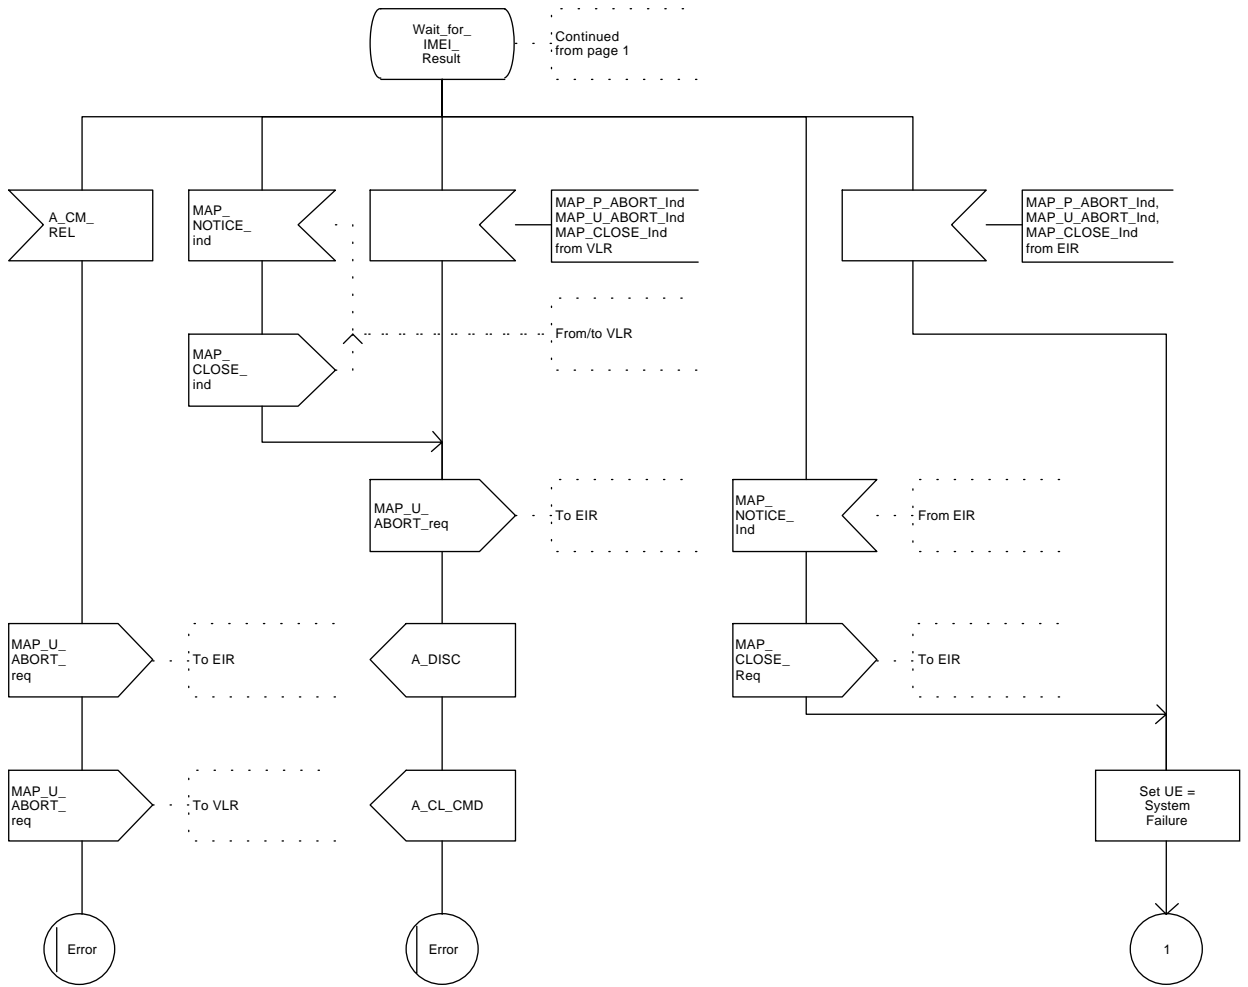 Wait_for_
IMEI_
Result
Continued
from page 1
A_CM_
REL
MAP_
NOTICE_
ind
MAP_P_ABORT_Ind
MAP_U_ABORT_Ind
MAP_CLOSE_Ind
from VLR
MAP_P_ABORT_Ind,
MAP_U_ABORT_Ind,
MAP_CLOSE_Ind
from EIR
MAP_
CLOSE_
ind
From/to VLR
MAP_U_
ABORT_req
To EIR
MAP_
NOTICE_
Ind
From EIR
MAP_U_
ABORT_
req
To EIR
A_DISC
MAP_
CLOSE_
Req
To EIR
MAP_U_
ABORT_
req
To VLR
A_CL_CMD
Set UE =
System
Failure
Error
Error
1